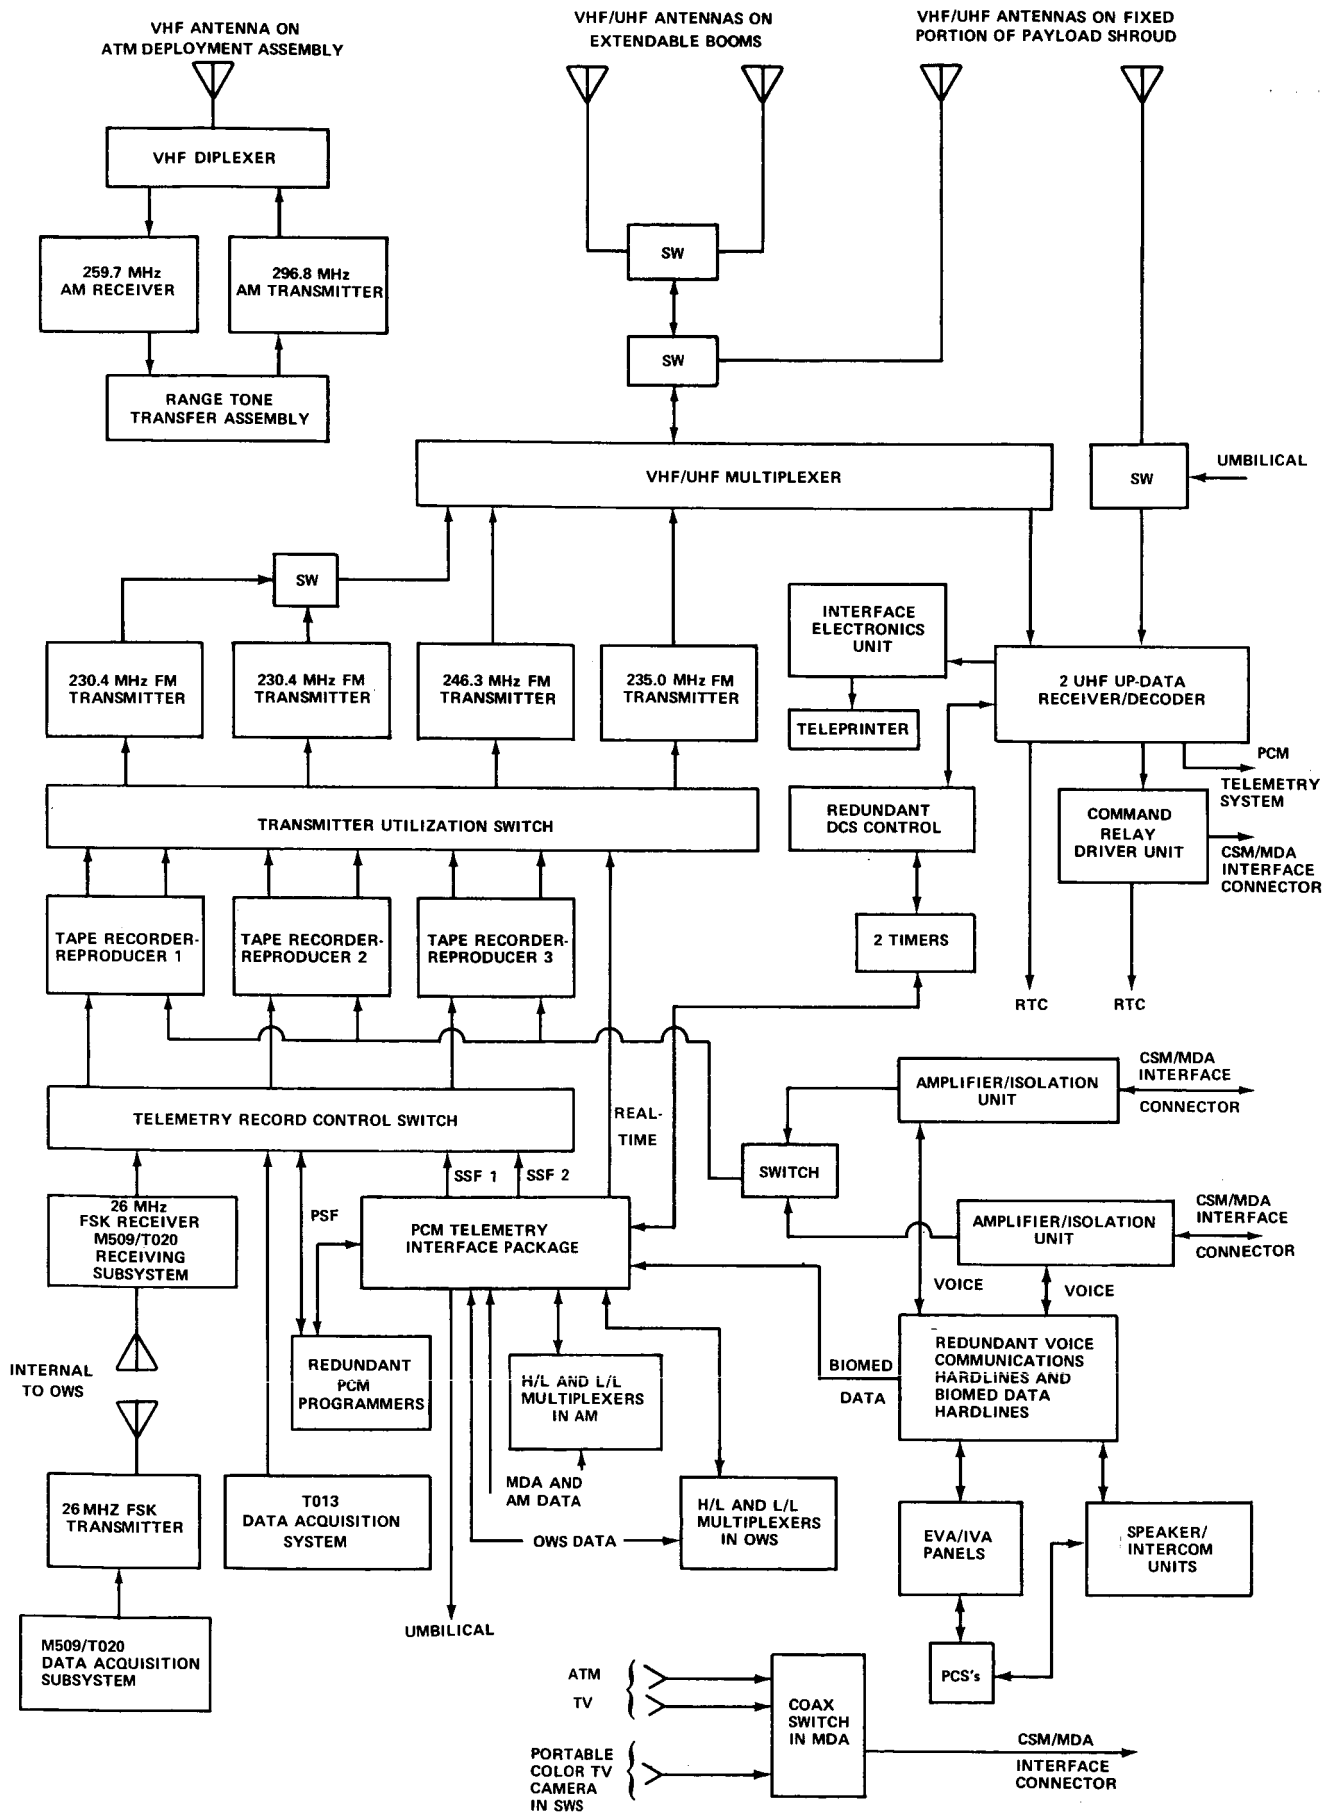 VHF ANTENNA ON
ATM DEPLOYMENT ASSEMBLY
VHF/UHF ANTENNAS ON
EXTENDABLE BOOMS
VHF/UHF ANTENNAS ON FIXED
PORTION OF PAYLOAD SHROUD
VHF DIPLEXER
259.7 MHz
AM RECEIVER
296.8 MHz
AM TRANSMITTER
RANGE TONE
TRANSFER ASSEMBLY
SW
SW
VHF/UHF MULTIPLEXER
SW
UMBILICAL
SW
230.4 MHz FM
TRANSMITTER
230.4 MHz FM
TRANSMITTER
246.3 MHz FM
TRANSMITTER
235.0 MHz FM
TRANSMITTER
INTERFACE
ELECTRONICS
UNIT
TELEPRINTER
2 UHF UP-DATA
RECEIVER/DECODER
PCM
TELEMETRY
SYSTEM
TRANSMITTER UTILIZATION SWITCH
REDUNDANT
DCS CONTROL
COMMAND
RELAY
DRIVER UNIT
CSM/MDA
INTERFACE
CONNECTOR
TAPE RECORDER-
REPRODUCER 1
TAPE RECORDER-
REPRODUCER 2
TAPE RECORDER-
REPRODUCER 3
2 TIMERS
RTC
RTC
TELEMETRY RECORD CONTROL SWITCH
REAL-
TIME
AMPLIFIER/ISOLATION
UNIT
CSM/MDA
INTERFACE
CONNECTOR
SWITCH
SSF 1
SSF 2
26 MHz
FSK RECEIVER
M509/T020
RECEIVING
SUBSYSTEM
PSF
PCM TELEMETRY
INTERFACE PACKAGE
AMPLIFIER/ISOLATION
UNIT
CSM/MDA
INTERFACE
CONNECTOR
VOICE
VOICE
INTERNAL
TO OWS
REDUNDANT
PCM
PROGRAMMERS
H/L AND L/L
MULTIPLEXERS
IN AM
BIOMED
DATA
REDUNDANT VOICE
COMMUNICATIONS
HARDLINES AND
BIOMED DATA
HARDLINES
MDA AND
AM DATA
26 MHZ FSK
TRANSMITTER
T013
DATA ACQUISITION
SYSTEM
OWS DATA
H/L AND L/L
MULTIPLEXERS
IN OWS
EVA/IVA
PANELS
SPEAKER/
INTERCOM
UNITS
UMBILICAL
M509/T020
DATA ACQUISITION
SUBSYSTEM
PCS's
ATM
TV
COAX
SWITCH
IN MDA
PORTABLE
COLOR TV
CAMERA
IN SWS
CSM/MDA
INTERFACE
CONNECTOR